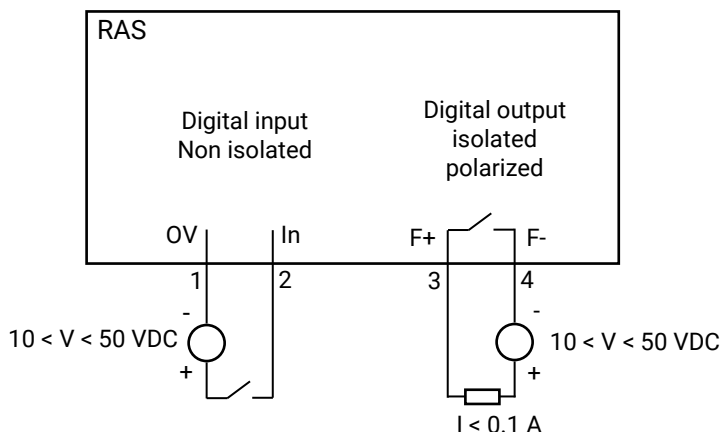 RAS
Digital input
Non isolated
Digital output
isolated
polarized
OV
In
F+
F-
1
2
3
4
-
10 < V < 50 VDC
+
-
10 < V < 50 VDC
+
I < 0.1 A